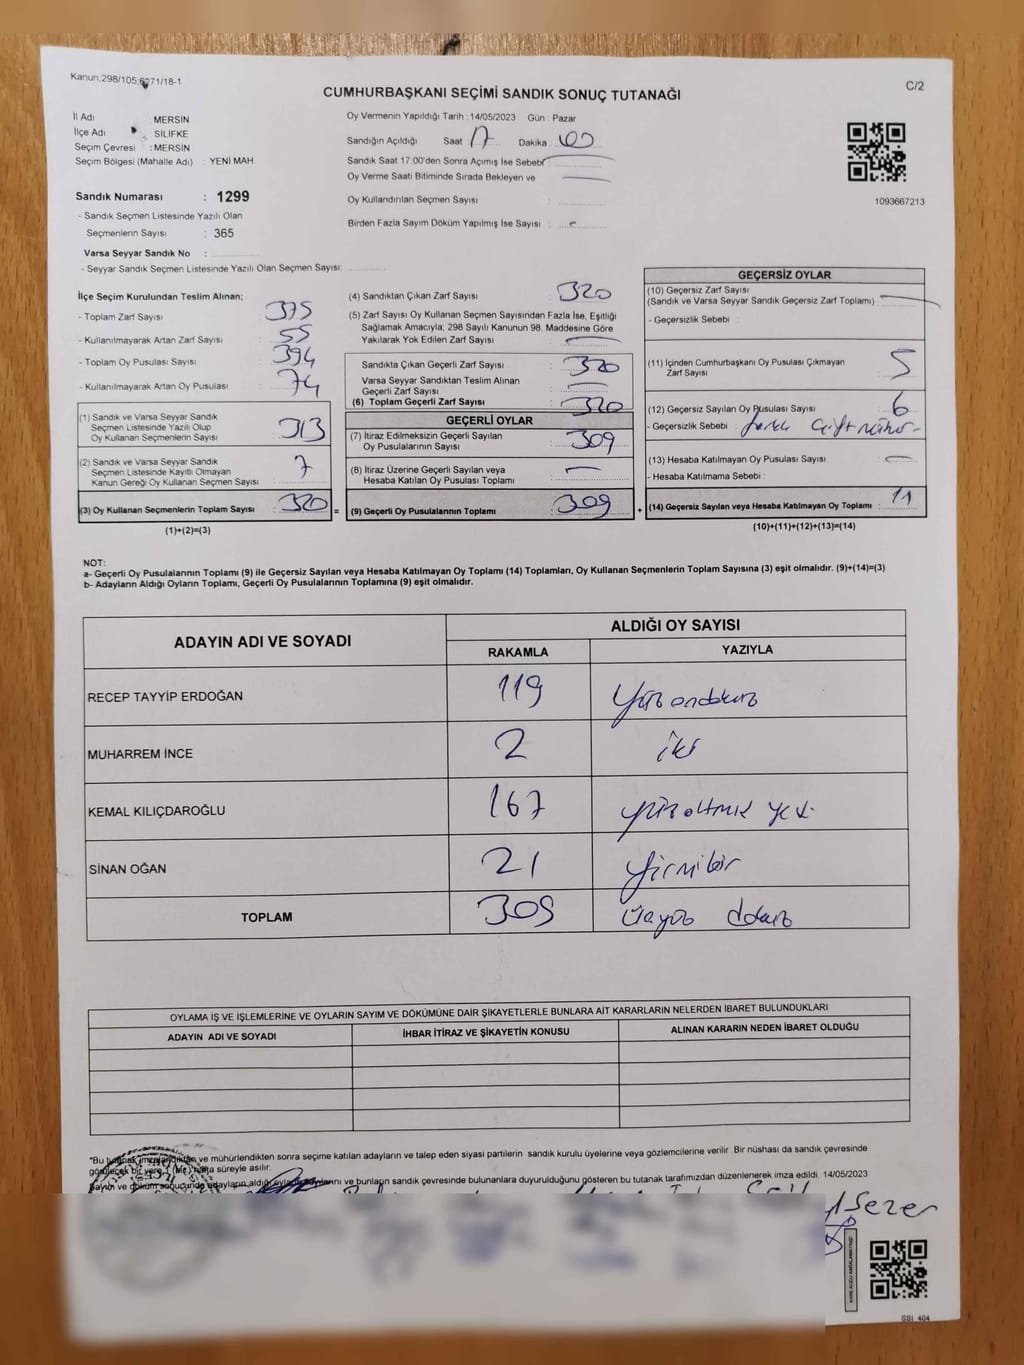 Kanun;298/105;6271/18-1
C/2
CUMHURBAŞKANI SEÇİMİ SANDIK SONUÇ TUTANAĞI
İl Adı MERSİN
İlçe Adı SİLİFKE
Seçim Çevresi : MERSİN
Seçim Bölgesi (Mahalle Adı) : YENİ MAH.
Sandık Numarası : 1299
- Sandık Seçmen Listesinde Yazılı Olan
Seçmenlerin Sayısı : 365
Varsa Seyyar Sandık No :
- Seyyar Sandık Seçmen Listesinde Yazılı Olan Seçmen Sayısı:
Oy Vermenin Yapıldığı Tarih : 14/05/2023 Gün : Pazar
Sandığın Açıldığı Saat 17 Dakika : 00
Sandık Saat 17.00'den Sonra Açımış İse Sebebi
Oy Verme Saati Bitiminde Sırada Bekleyen ve
Oy Kullandırılan Seçmen Sayısı :
Birden Fazla Sayım Döküm Yapılmış İse Sayısı :
1093667213
İlçe Seçim Kurulundan Teslim Alınan;
- Toplam Zarf Sayısı : 375
- Kullanılmayarak Artan Zarf Sayısı : 55
- Toplam Oy Pusulası Sayısı : 394
- Kullanılmayarak Artan Oy Pusulası : 74
(1) Sandık ve Varsa Seyyar Sandık
Seçmen Listesinde Yazılı Olup
Oy Kullanan Seçmenlerin Sayısı : 313
(2) Sandık ve Varsa Seyyar Sandık
Seçmen Listesinde Kayıtlı Olmayan
Kanun Gereği Oy Kullanan Seçmen Sayısı : 7
(3) Oy Kullanan Seçmenlerin Toplam Sayısı : 320
(1)+(2)=(3)
(4) Sandıktan Çıkan Zarf Sayısı : 320
(5) Zarf Sayısı Oy Kullanan Seçmen Sayısından Fazla İse, Eşitliği
Sağlamak Amacıyla; 298 Sayılı Kanunun 98. Maddesine Göre
Yakılarak Yok Edilen Zarf Sayısı :
Sandıkta Çıkan Geçerli Zarf Sayısı : 320
Varsa Seyyar Sandıktan Teslim Alınan
Geçerli Zarf Sayısı
(6) Toplam Geçerli Zarf Sayısı : 320
GEÇERLİ OYLAR
(7) İtiraz Edilmeksizin Geçerli Sayılan
Oy Pusulalarının Toplamı : 309
(8) İtiraz Üzerine Geçerli Sayılan veya
Hesaba Katılan Oy Pusulası Toplamı :
= (9) Geçerli Oy Pusulalarının Toplamı : 309
GEÇERSİZ OYLAR
(10) Geçersiz Zarf Sayısı
(Sandık ve Varsa Seyyar Sandık Geçersiz Zarf Toplamı) :
- Geçersizlik Sebebi :
(11) İçinden Cumhurbaşkanı Oy Pusulası Çıkmayan
Zarf Sayısı : 5
(12) Geçersiz Sayılan Oy Pusulası Sayısı : 6
- Geçersizlik Sebebi :
(13) Hesaba Katılmayan Oy Pusulası Sayısı :
- Hesaba Katılmama Sebebi :
+ (14) Geçersiz Sayılan veya Hesaba Katılmayan Oy Toplamı : 11
(10)+(11)+(12)+(13)=(14)
NOT:
a- Geçerli Oy Pusulalarının Toplamı (9) ile Geçersiz Sayılan veya Hesaba Katılmayan Oy Toplamı (14) Toplamları, Oy Kullanan Seçmenlerin Toplam Sayısına (3) eşit olmalıdır. (9)+(14)=(3)
b- Adayların Aldığı Oyların Toplamı, Geçerli Oy Pusulalarının Toplamına (9) eşit olmalıdır.
ADAYIN ADI VE SOYADI
ALDIĞI OY SAYISI
RAKAMLA YAZIYLA
RECEP TAYYİP ERDOĞAN 119 Yüzondokuz
MUHARREM İNCE 2 iki
KEMAL KILIÇDAROĞLU 167 yüzaltmış yedi
SİNAN OĞAN 21 yirmibir
TOPLAM 309 üçyüz dokuz
OYLAMA İŞ VE İŞLEMLERİNE VE OYLARIN SAYIM VE DÖKÜMÜNE DAİR ŞİKAYETLERLE BUNLARA AİT KARARLARIN NELERDEN İBARET BULUNDUKLARI
ADAYIN ADI VE SOYADI İHBAR İTİRAZ VE ŞİKAYETİN KONUSU ALINAN KARARIN NEDEN İBARET OLDUĞU
*Bu tutanak imzalandıktan ve mühürlendikten sonra seçime katılan adayların ve talep eden siyasi partilerin sandık kurulu üyelerine veya gözlemcilerine verilir .Bir nüshası da sandık çevresinde
görülecek bir yere 1 (bir) hafta süreyle asılır.
Sayım ve döküm sonucunda adayların aldığı oyların ve bunların sandık çevresinde bulunanlara duyurulduğunu gösteren bu tutanak tarafımızdan düzenlenerek imza edildi. 14/05/2023
Sezer
SSI_404